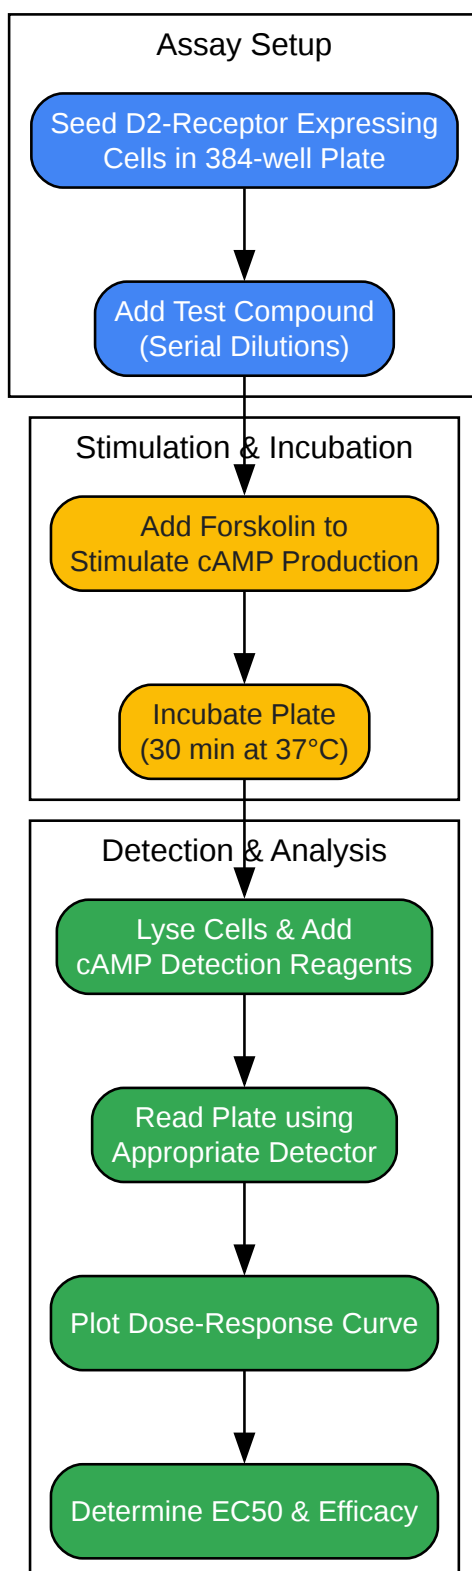 Assay Setup
Seed D2-Receptor Expressing
Cells in 384-well Plate
Add Test Compound
(Serial Dilutions)
Stimulation & Incubation
Add Forskolin to
Stimulate cAMP Production
Incubate Plate
(30 min at 37°C)
Detection & Analysis
Lyse Cells & Add
cAMP Detection Reagents
Read Plate using
Appropriate Detector
Plot Dose-Response Curve
Determine EC50 & Efficacy